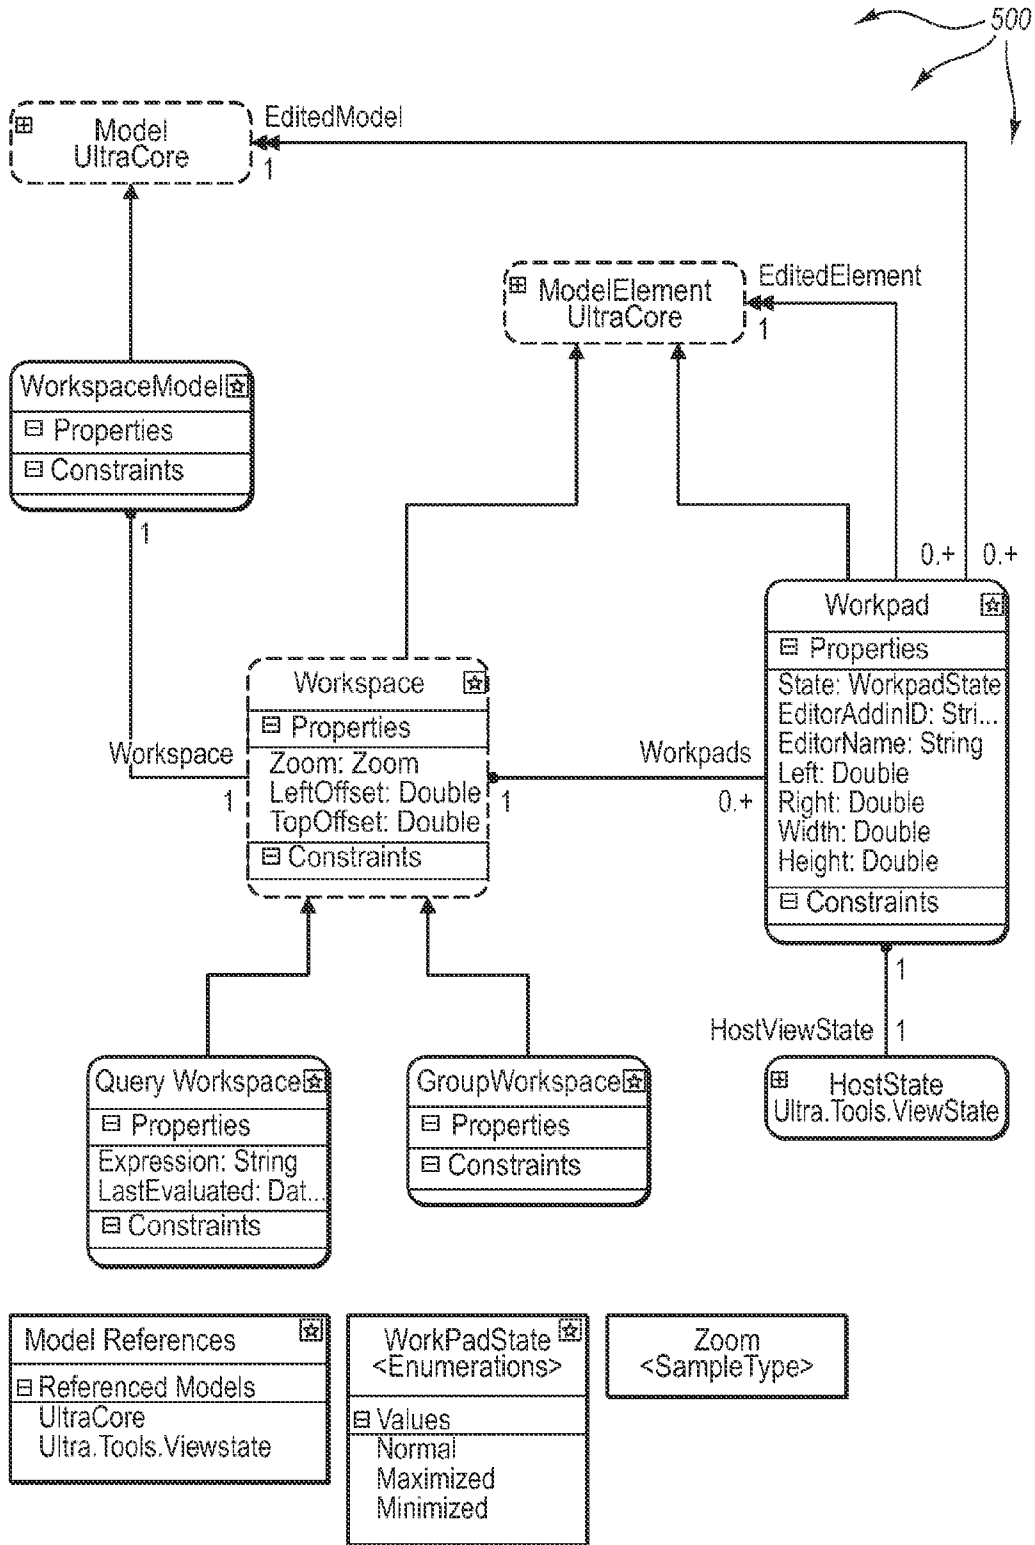 500
EditedModel
Model
UltraCore
1
EditedElement
ModelElement
UltraCore
1
WorkspaceModel
Properties
Constraints
1
0.+
0.+
Workpad
Properties
State: WorkpadState
EditorAddinID: Stri...
EditorName: String
Left: Double
Right: Double
Width: Double
Height: Double
Constraints
Workspace
Properties
Zoom: Zoom
LeftOffset: Double
TopOffset: Double
Constraints
Workspace
1
1
Workpads
0.+
1
HostViewState
1
HostState
Ultra.Tools.ViewState
Query Workspace
Properties
Expression: String
LastEvaluated: Dat...
Constraints
GroupWorkspace
Properties
Constraints
Model References
Referenced Models
UltraCore
Ultra.Tools.Viewstate
WorkPadState
<Enumerations>
Values
Normal
Maximized
Minimized
Zoom
<SampleType>